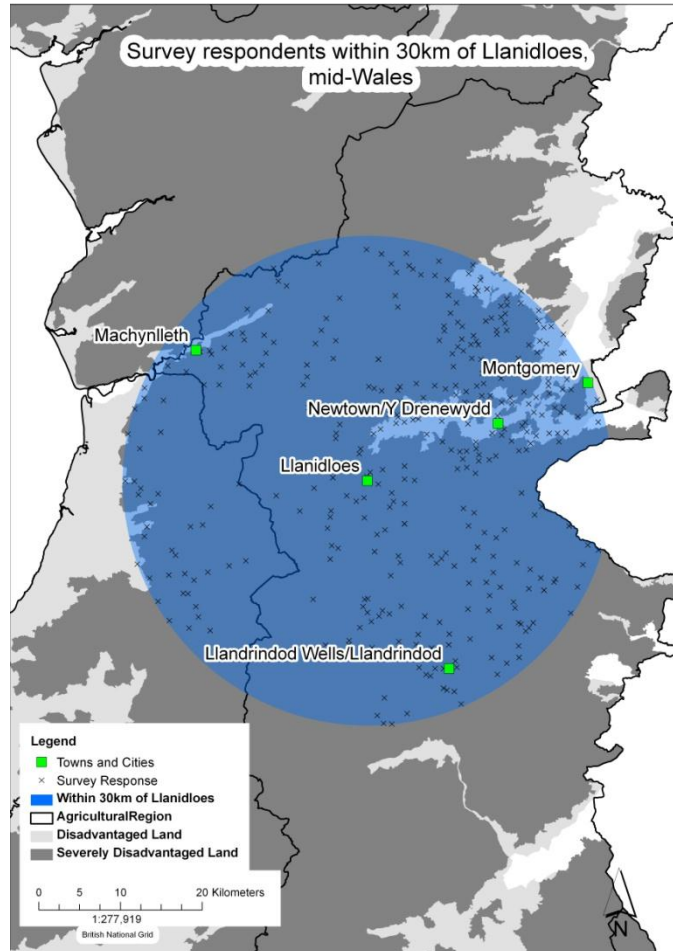 Survey respondents within 30km of Llanidloes,
mid-Wales
Machynlleth
Montgomery
Newtown/Y Drenewydd
Llanidloes
Llandrindod Wells/Llandrindod
Legend
Towns and Cities
Survey Response
Within 30km of Llanidloes
AgriculturalRegion
Disadvantaged Land
Severely Disadvantaged Land
0 5 10 20 Kilometers
1:277,919
British National Grid
N